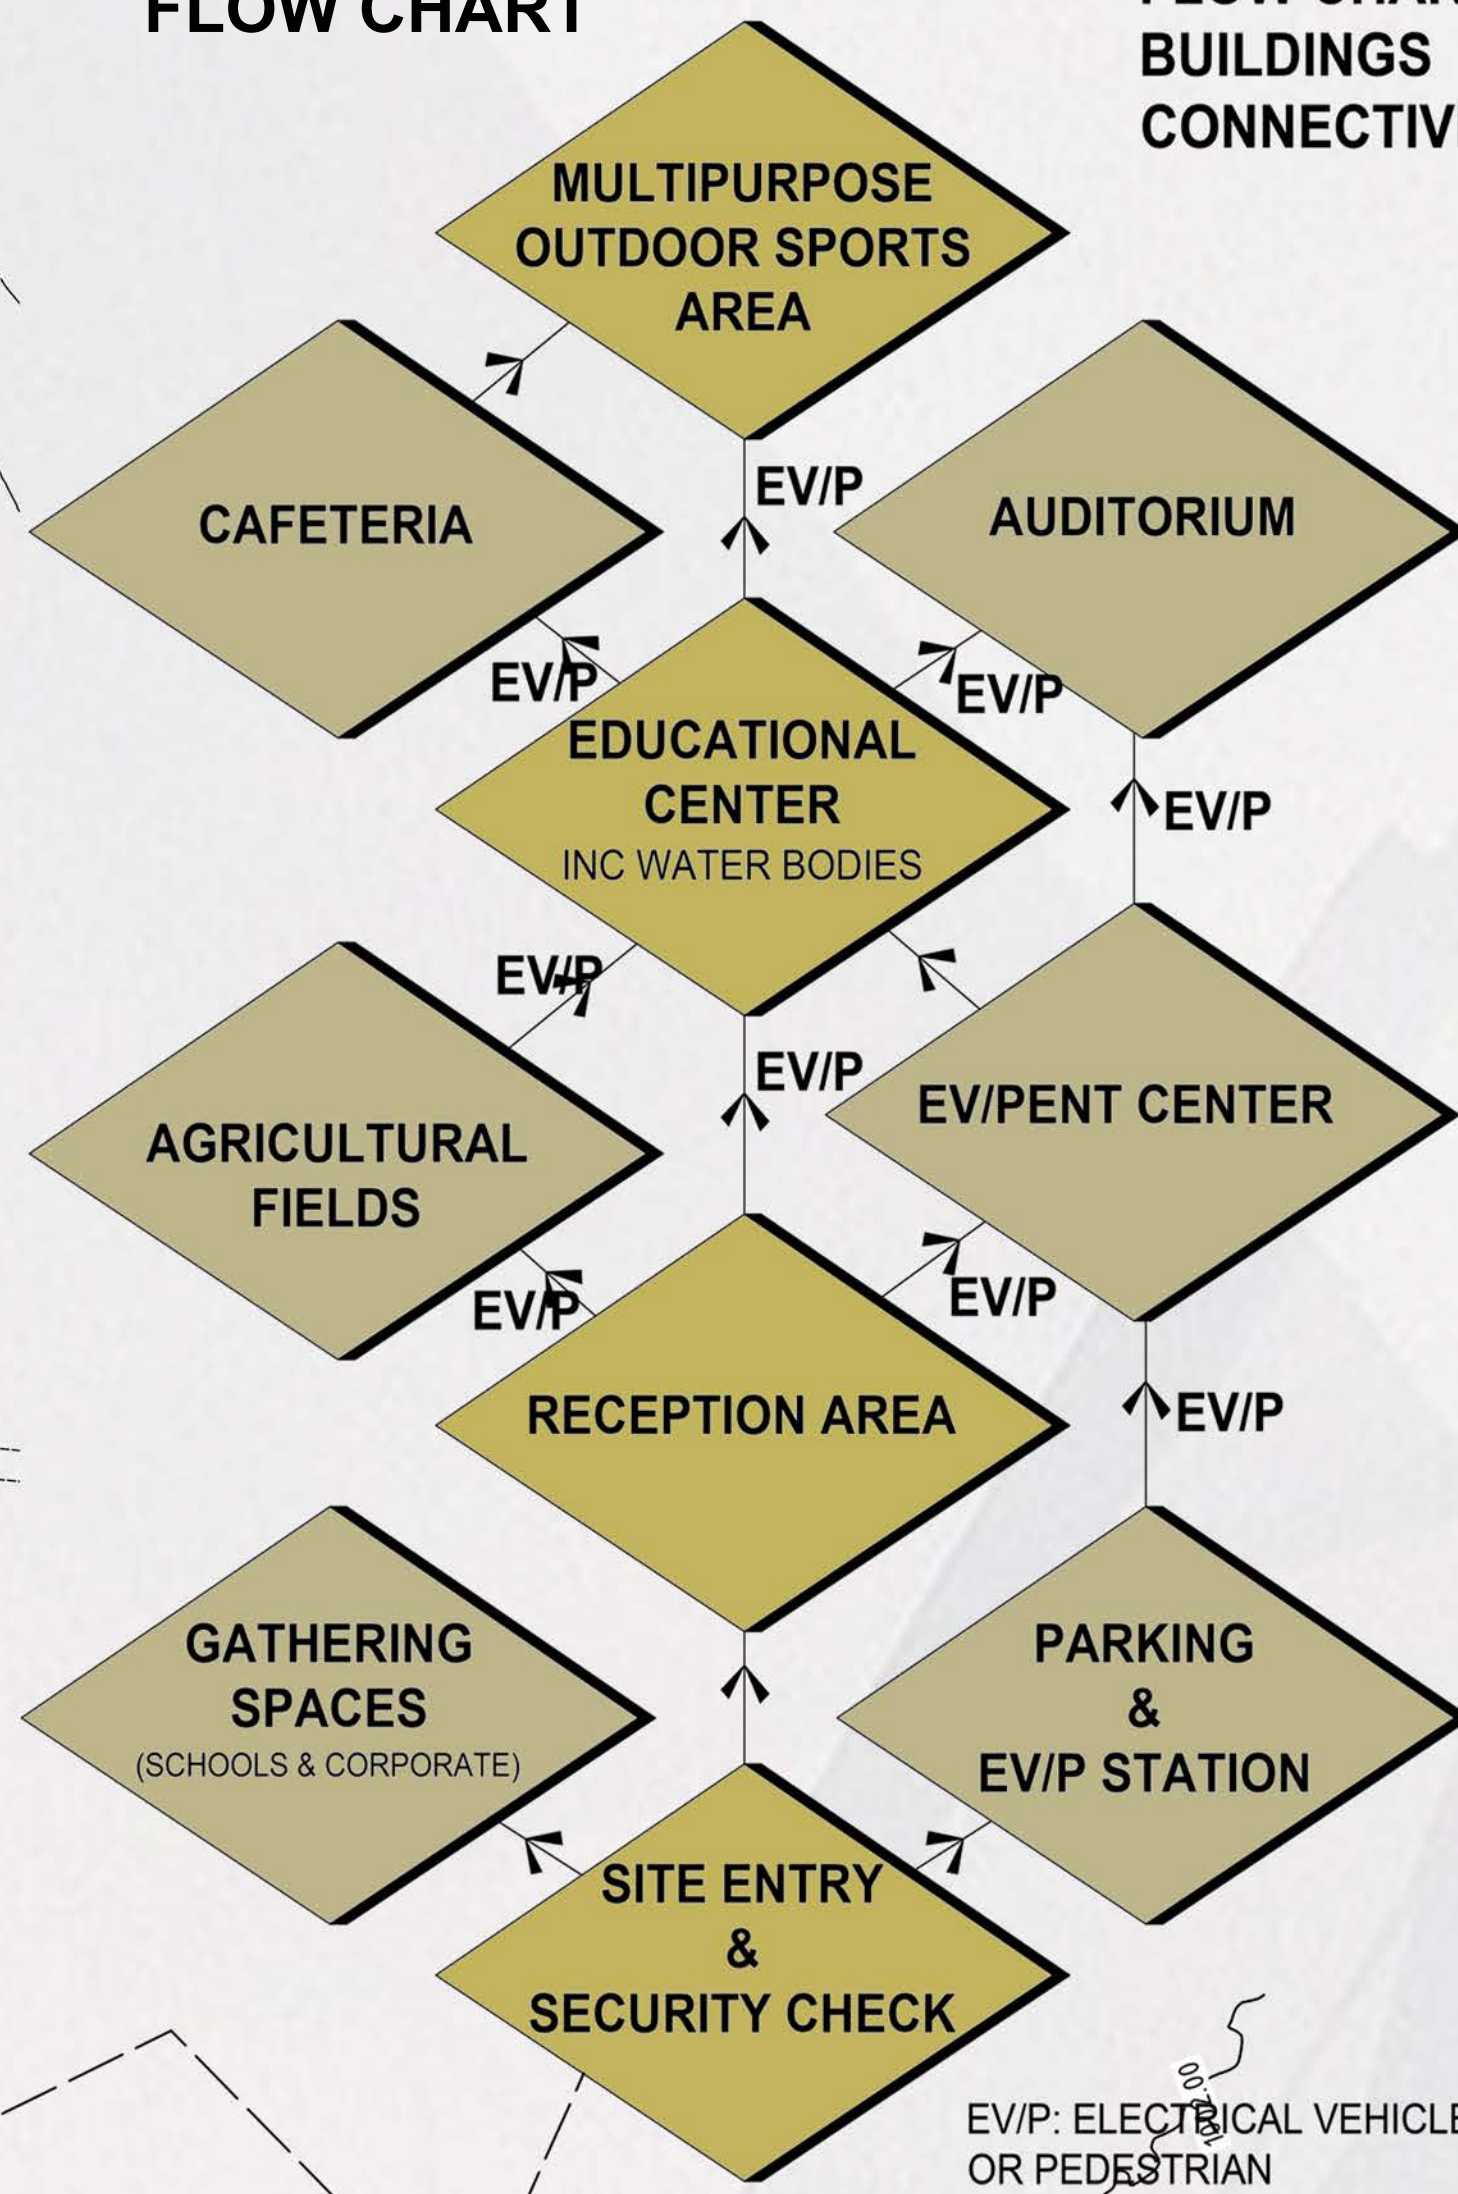 FLOW CHART
BUILDINGS
MULTIPURPOSE
OUTDOOR SPORTS
AREA
EV/P
CAFETERIA
AUDITORIUM
EV/P
EV/P
EDUCATIONAL
CENTER
INC WATER BODIES
EV/P
EV/P
EV/P
EV/PENT CENTER
AGRICULTURAL
FIELDS
EV/P
EV/P
RECEPTION AREA
EV/P
GATHERING
SPACES
(SCHOOLS & CORPORATE)
PARKING
&
EV/P STATION
SITE ENTRY
&
SECURITY CHECK
EV/P: ELECTRICAL VEHICLE
OR PEDESTRIAN